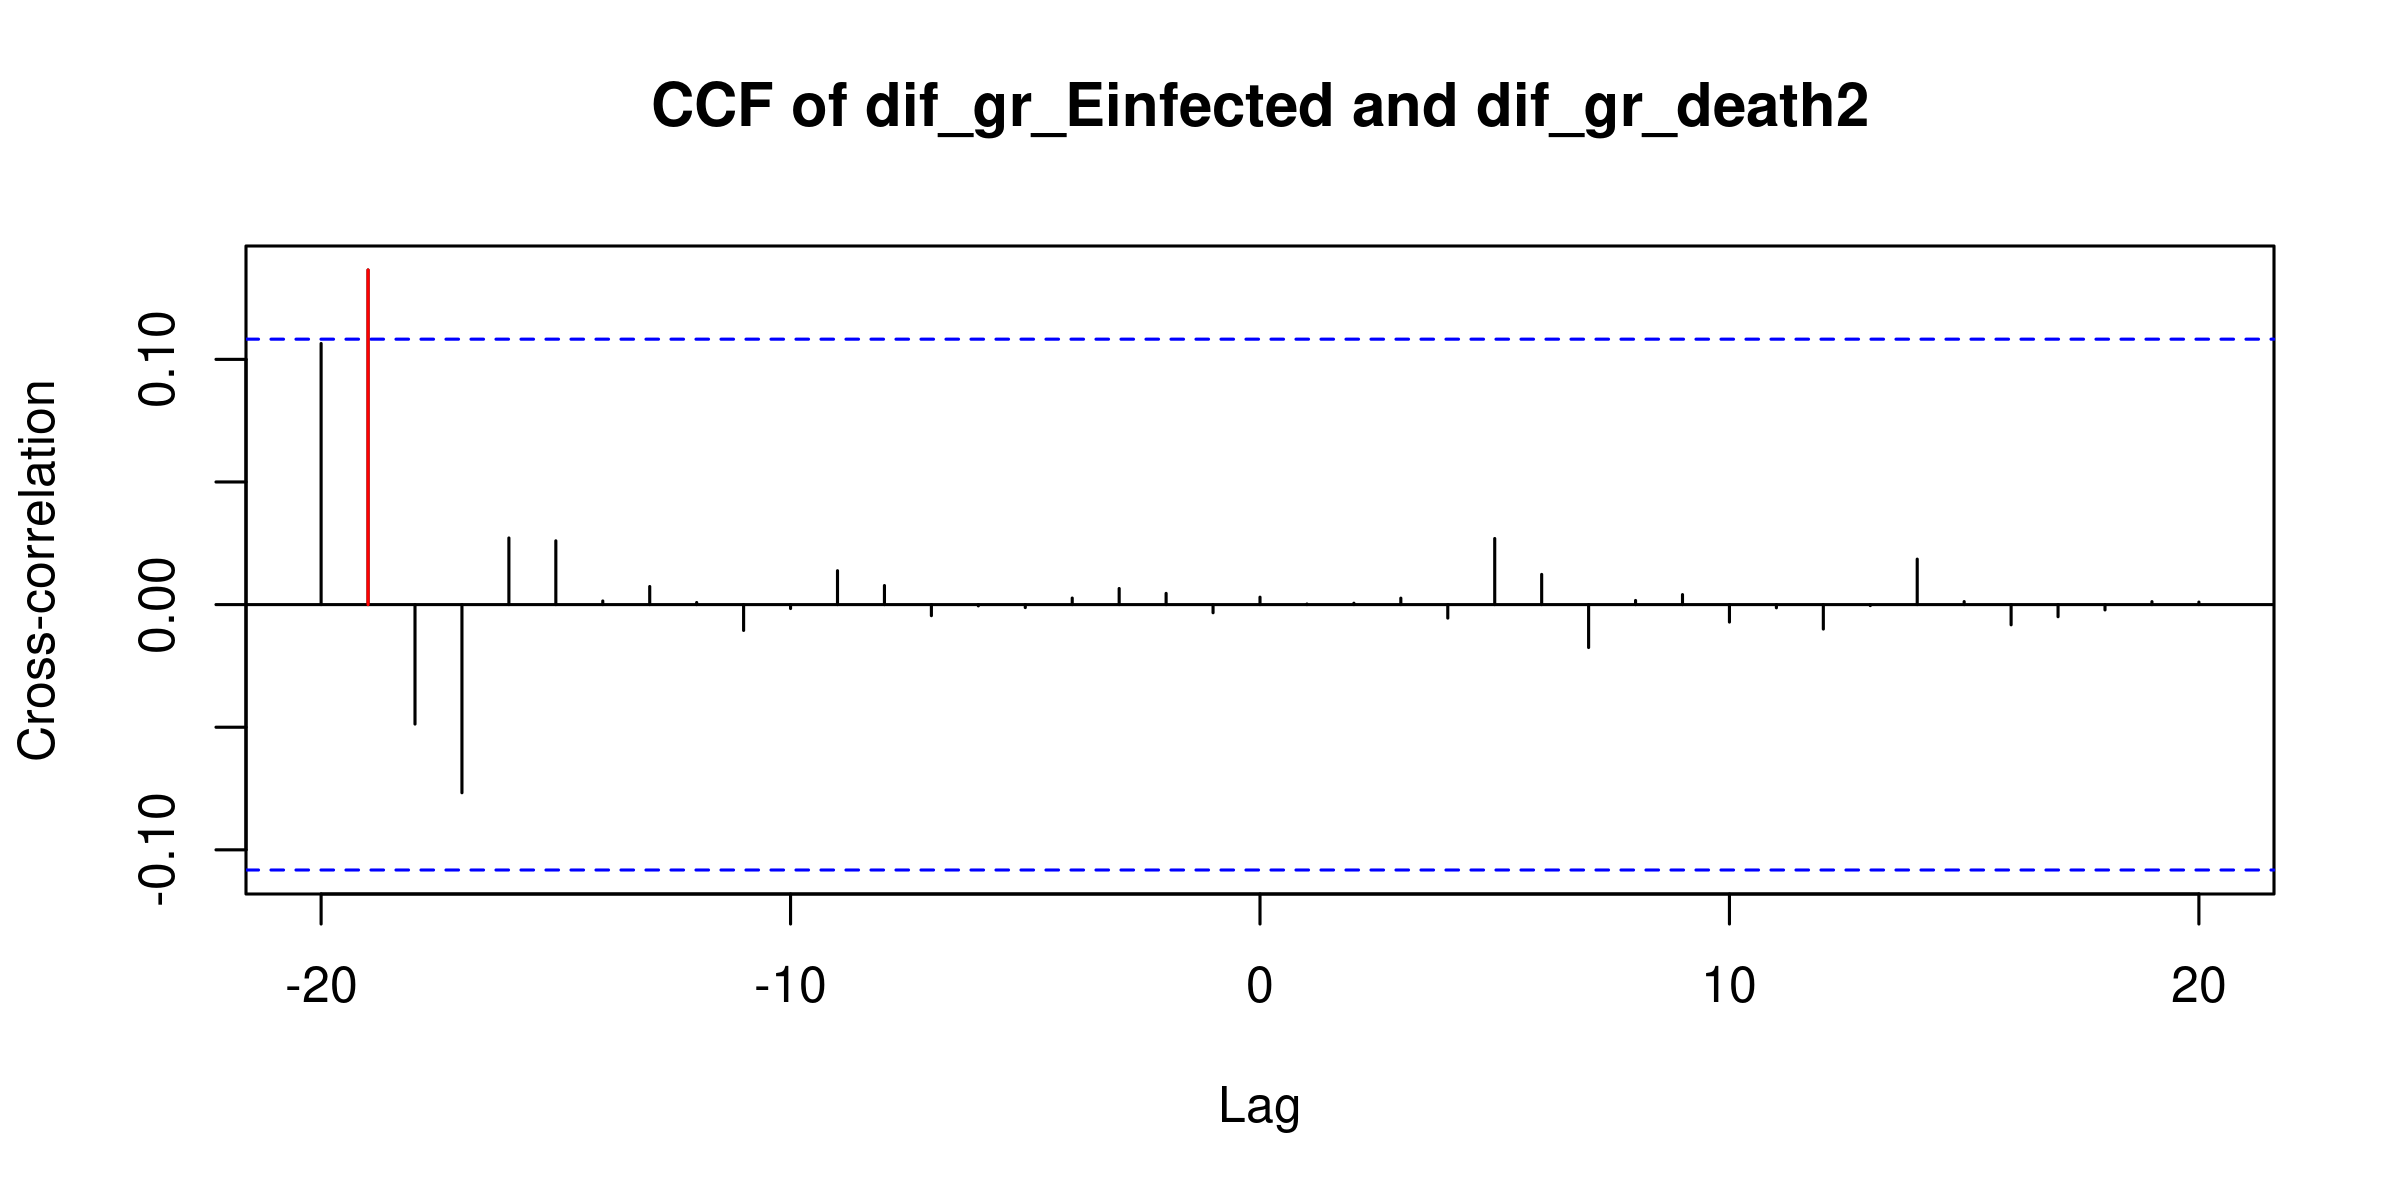 CCF of dif_gr_Einfected and dif_gr_death2
Cross-correlation
0.10
0.00
-0.10
-20 -10 0 10 20
Lag